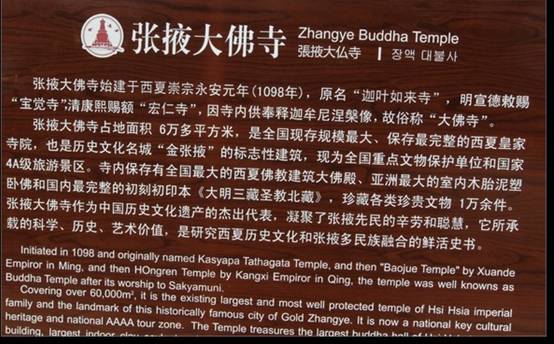 张掖大佛寺 Zhangye Buddha Temple
張掖大仏寺 장액 대불사
张掖大佛寺始建于西夏崇宗永安元年(1098年)，原名“迦叶如来寺”，明宣德敕赐
“宝觉寺”，清康熙赐额“宏仁寺”，因寺内供奉释迦牟尼涅槃像，故俗称“大佛寺”。
张掖大佛寺占地面积 6万多平方米，是全国现存规模最大、保存最完整的西夏皇家
寺院，也是历史文化名城“金张掖”的标志性建筑，现为全国重点文物保护单位和国家
4A级旅游景区。寺内保存有全国最大的西夏佛教建筑大佛殿、亚洲最大的室内木胎泥塑
卧佛和国内最完整的初刻初印本《大明三藏圣教北藏》，珍藏各类珍贵文物 1万余件。
张掖大佛寺作为中国历史文化遗产的杰出代表，凝聚了张掖先民的辛劳和聪慧，它所承
载的科学、历史、艺术价值，是研究西夏历史文化和张掖多民族融合的鲜活史书。
Initiated in 1098 and originally named Kasyapa Tathagata Temple, and then "Baojue Temple" by Xuande
Empiror in Ming, and then HOngren Temple by Kangxi Empiror in Qing, the temple was well knowns as
Buddha Temple after its worship to Sakyamuni.
Covering over 60,000m², it is the existing largest and most well protected temple of Hsi Hsia imperial
family and the landmark of this historically famous city of Gold Zhangye. It is now a national key cultural
heritage and national AAAA tour zone. The Temple treasures the largest buddha hall of
building, largest indoor